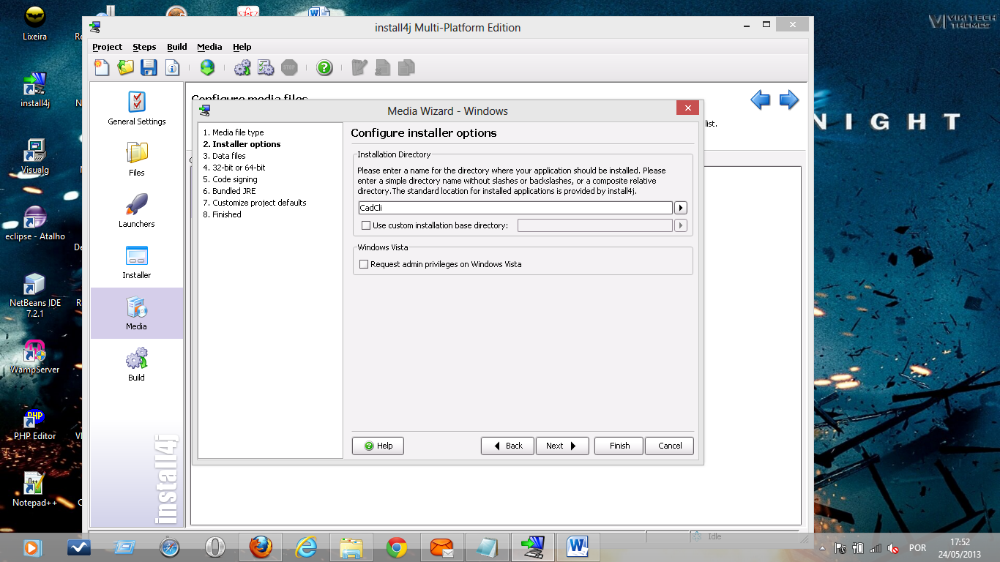 Lixeira
install4j
Visualg
eclipse - Atalho
NetBeans JDE
7.2.1
WampServer
PHP
PHP Editor
Notepad++
install4j Multi-Platform Edition
Project Steps Build Media Help
STOP
General Settings
Files
Launchers
Installer
Media
Build
install4j
Configure media files
list.
Media Wizard - Windows
1. Media file type
2. Installer options
3. Data files
4. 32-bit or 64-bit
5. Code signing
6. Bundled JRE
7. Customize project defaults
8. Finished
Configure installer options
Installation Directory
Please enter a name for the directory where your application should be installed. Please
enter a simple directory name without slashes or backslashes, or a composite relative
directory.The standard location for installed applications is provided by install4j.
CadCli
Use custom installation base directory:
Windows Vista
Request admin privileges on Windows Vista
Help
Back
Next
Finish
Cancel
Idle
VIKITECH
THEMES
NIGHT
POR
17:52
24/05/2013